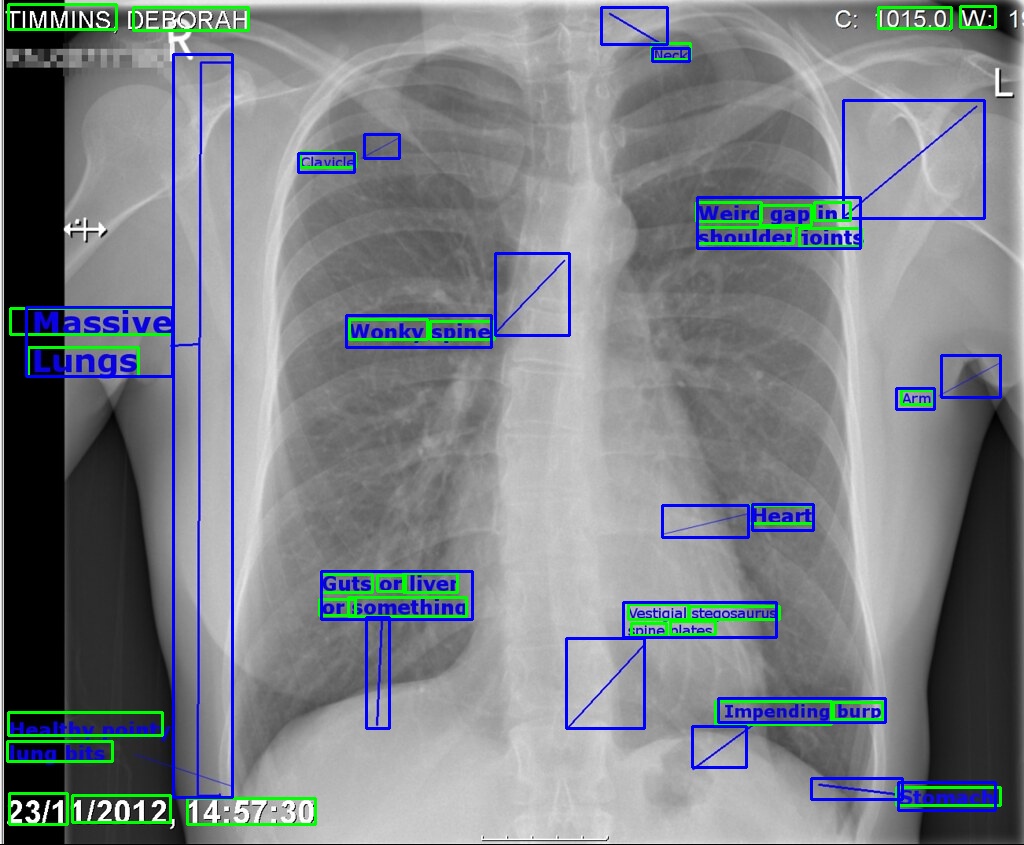 TIMMINS, DEBORAH
C: 1015.0, W:
R
L
Neck
Clavicle
Weird gap in
shoulder joints
Massive
Lungs
Wonky spine
Arm
Heart
Guts or liver
or something
Vestigial stegosaurus
spine plates
Healthy pointy
lung bits
Impending burp
Stomach
23/11/2012, 14:57:30